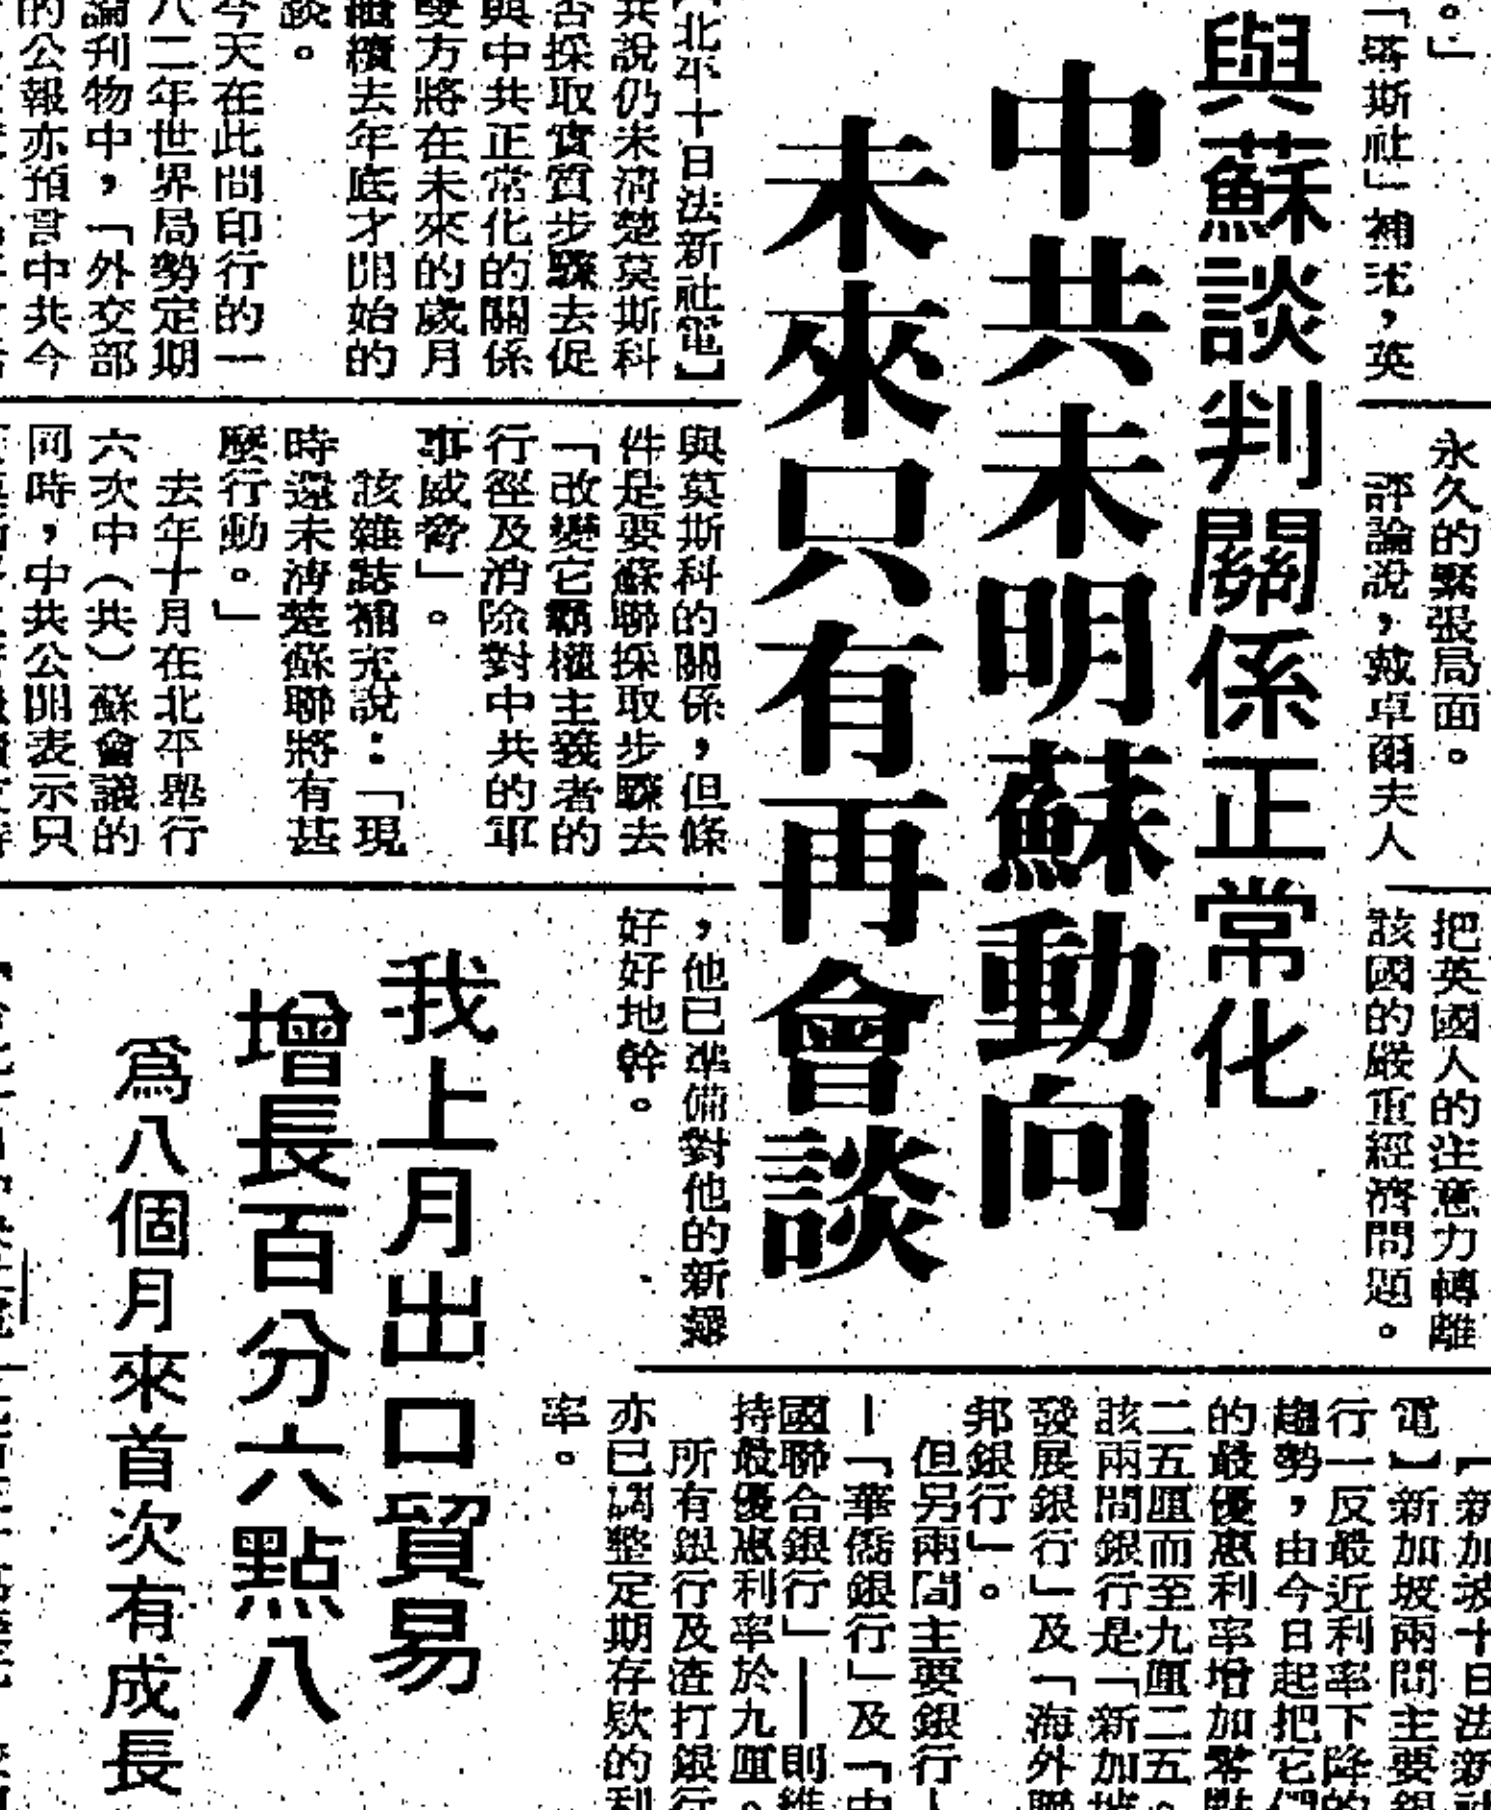 。」
「塔斯社」補充，英
永久的緊張局面。
評論說，戴卓爾夫人
把英國人的注意力轉離
該國的嚴重經濟問題。
與蘇談判關係正常化
中共未明蘇動向
未來只有再會談
【北平十日法新社電】
共說仍未清楚莫斯科
否採取實質步驟去促
與中共正常化的關係
雙方將在未來的歲月
繼續去年底才開始的
談。
今天在此間印行的一
八二年世界局勢定期
論刊物中，「外交部
的公報亦預言中共今
與莫斯科的關係，但條
件是要蘇聯採取步驟去
「改變它霸權主義者的
行徑及消除對中共的軍
事威脅」。
該雜誌補充說：「現
時還未清楚蘇聯將有甚
麼行動。」
去年十月在北平舉行
六次中（共）蘇會議的
同時，中共公開表示只
，他已準備對他的新
好好地幹。
我上月出口貿易
增長百分六點八
為八個月來首次有成長
【新加坡十日法新社
電】新加坡兩間主要銀
行一反最近利率下降的
趨勢，由今日起把它們
的最優惠利率增加零點
二五厘而至九厘二五。
該兩間銀行是「新加坡
發展銀行」及「海外聯
邦銀行」。
但另兩間主要銀行—
—「華僑銀行」及「中
國聯合銀行」——則維
持最優惠利率於九厘。
所有銀行及渣打銀行
亦已調整定期存款的利
率。